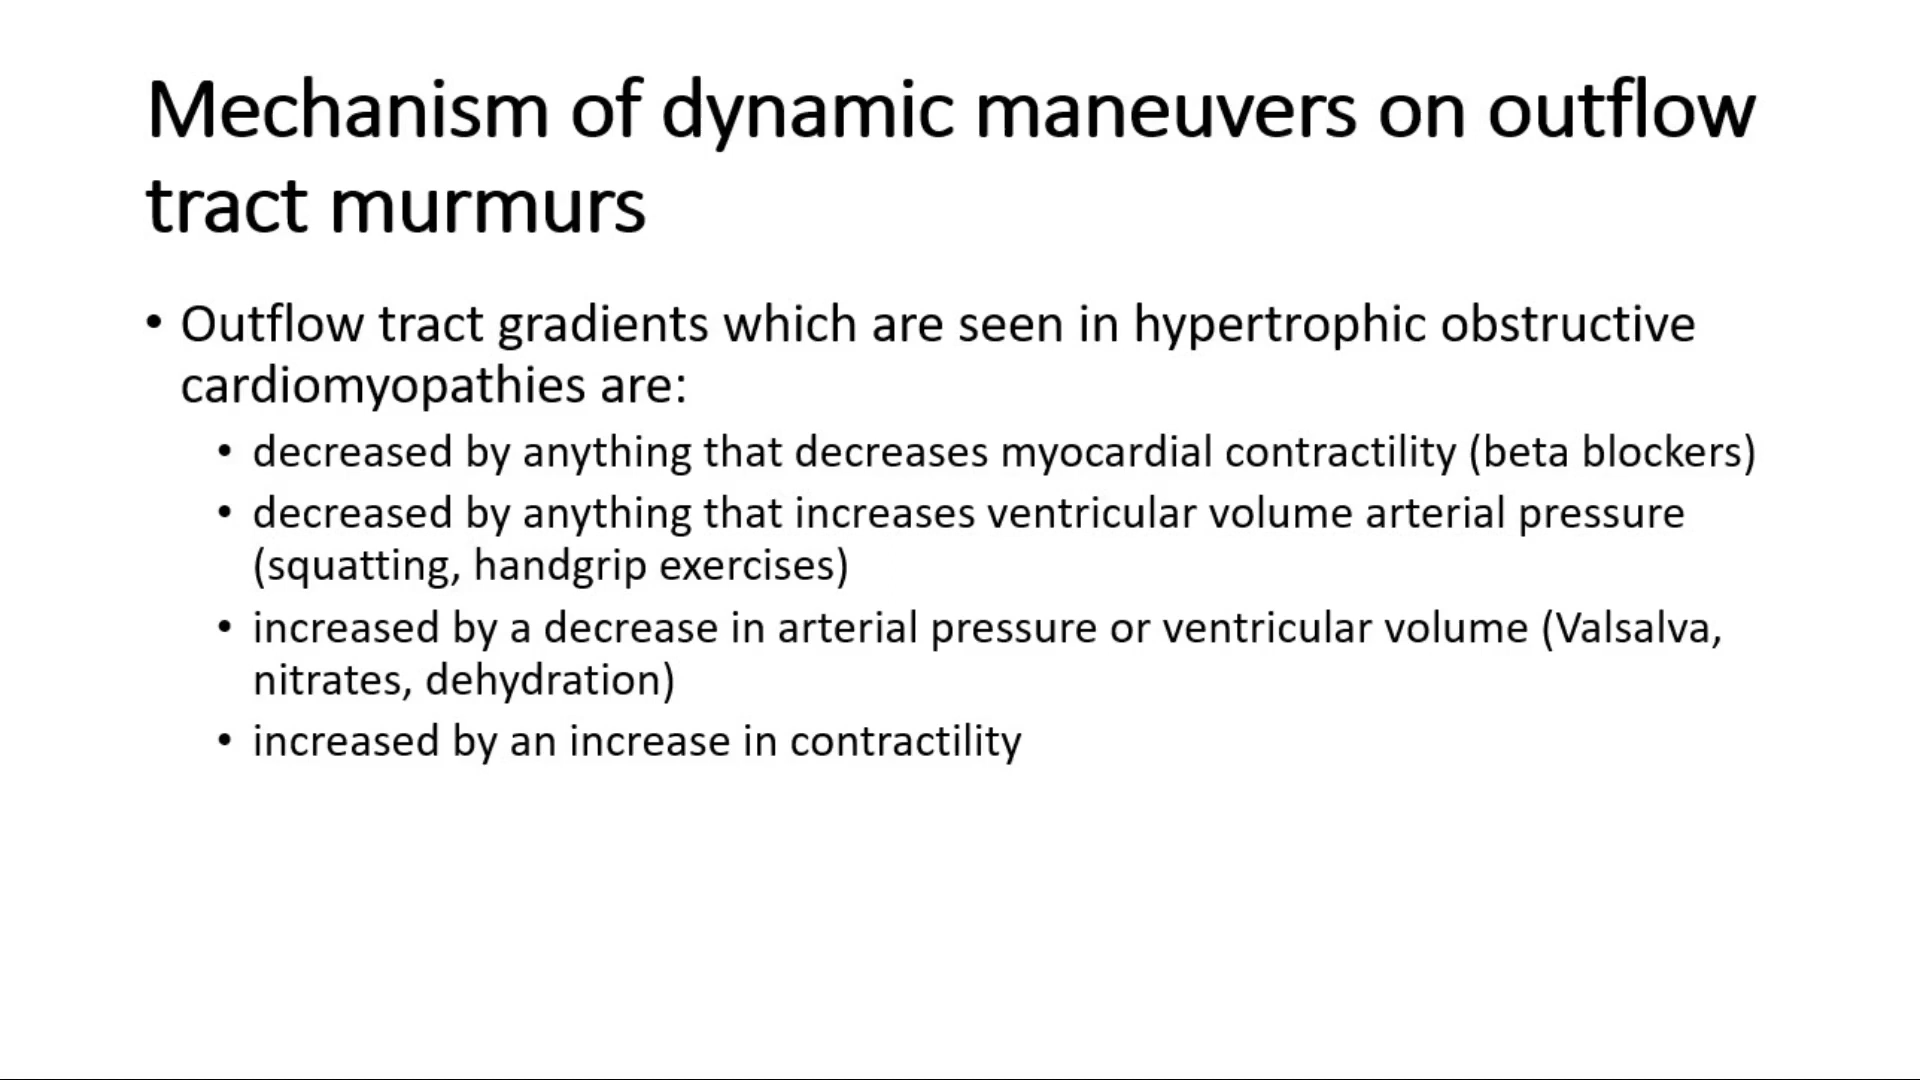 Mechanism of dynamic maneuvers on outflow
tract murmurs
• Outflow tract gradients which are seen in hypertrophic obstructive
cardiomyopathies are:
• decreased by anything that decreases myocardial contractility (beta blockers)
• decreased by anything that increases ventricular volume arterial pressure
(squatting, handgrip exercises)
• increased by a decrease in arterial pressure or ventricular volume (Valsalva,
nitrates, dehydration)
• increased by an increase in contractility